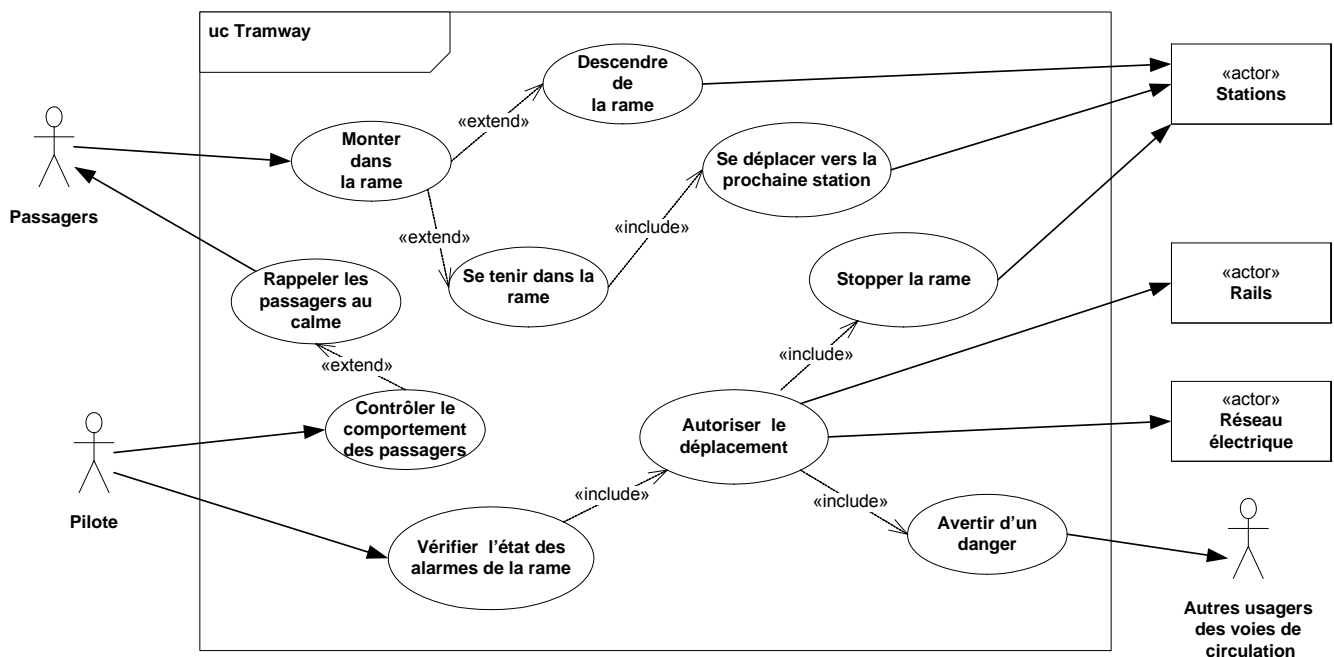 uc Tramway
Descendre
de
la rame
«actor»
Stations
«extend»
Monter
dans
la rame
Se déplacer vers la
prochaine station
Passagers
«extend»
«include»
Rappeler les
passagers au
calme
Se tenir dans la
rame
Stopper la rame
«actor»
Rails
«extend»
«include»
Contrôler le
comportement
des passagers
Autoriser le
déplacement
«actor»
Réseau
électrique
Pilote
«include»
«include»
Vérifier l'état des
alarmes de la rame
Avertir d'un
danger
Autres usagers
des voies de
circulation